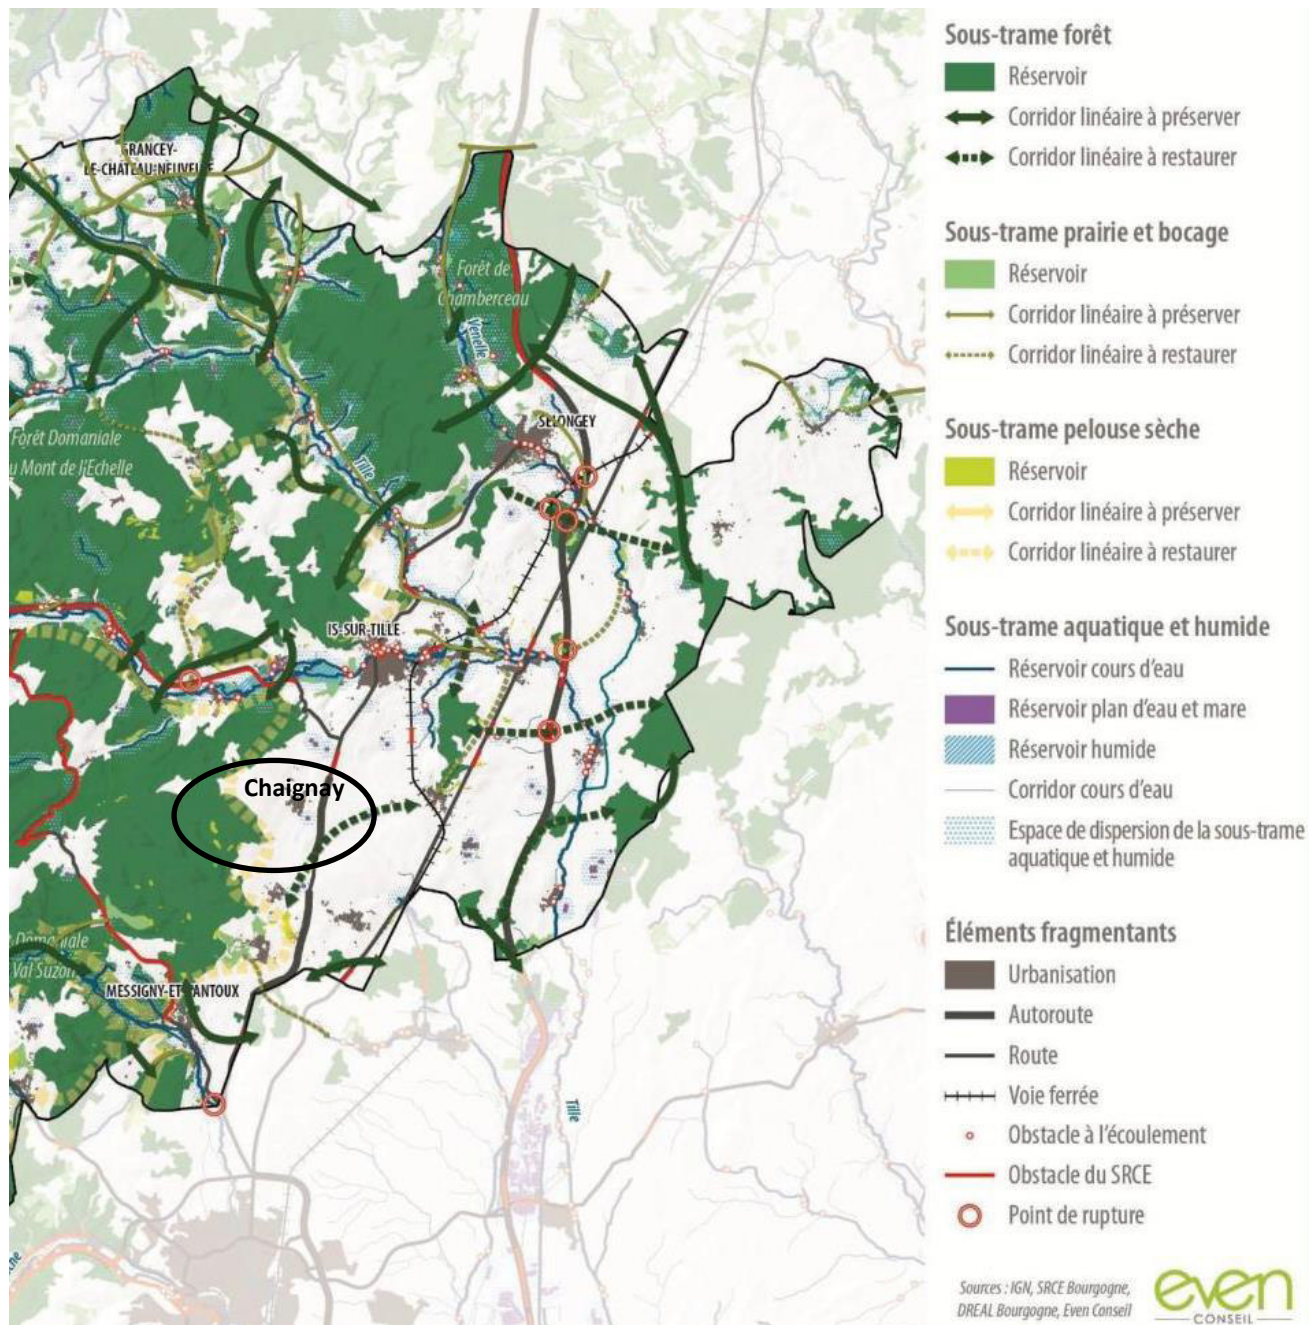 GRANCEY-
LE-CHÂTEAU-NEUVELLE
Forêt de
Chamberceau
Venelle
SELONGEY
Forêt Domaniale
u Mont de l'Echelle
Tille
IS-SUR-TILLE
Chaignay
Domaniale
Val Suzon
MESSIGNY-ET-VANTOUX
Tille
Sous-trame forêt
Réservoir
Corridor linéaire à préserver
Corridor linéaire à restaurer
Sous-trame prairie et bocage
Réservoir
Corridor linéaire à préserver
Corridor linéaire à restaurer
Sous-trame pelouse sèche
Réservoir
Corridor linéaire à préserver
Corridor linéaire à restaurer
Sous-trame aquatique et humide
Réservoir cours d'eau
Réservoir plan d'eau et mare
Réservoir humide
Corridor cours d'eau
Espace de dispersion de la sous-trame
aquatique et humide
Éléments fragmentants
Urbanisation
Autoroute
Route
Voie ferrée
Obstacle à l'écoulement
Obstacle du SRCE
Point de rupture
Sources : IGN, SRCE Bourgogne,
DREAL Bourgogne, Even Conseil
even
CONSEIL